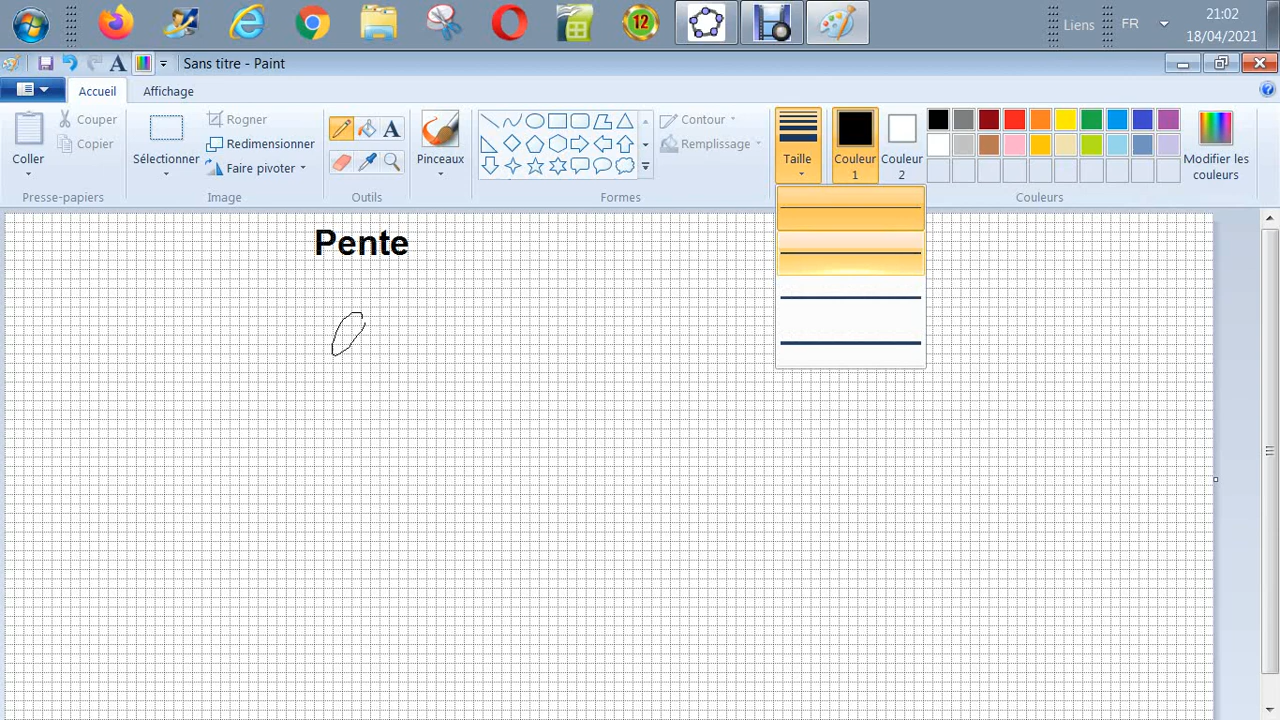 12
Liens
FR
21:02
18/04/2021
Sans titre - Paint
Accueil
Affichage
Coller
Couper
Copier
Presse-papiers
Sélectionner
Rogner
Redimensionner
Faire pivoter
Image
A
Outils
Pinceaux
Formes
Contour
Remplissage
Taille
Couleur 1
Couleur 2
Modifier les couleurs
Couleurs
Pente